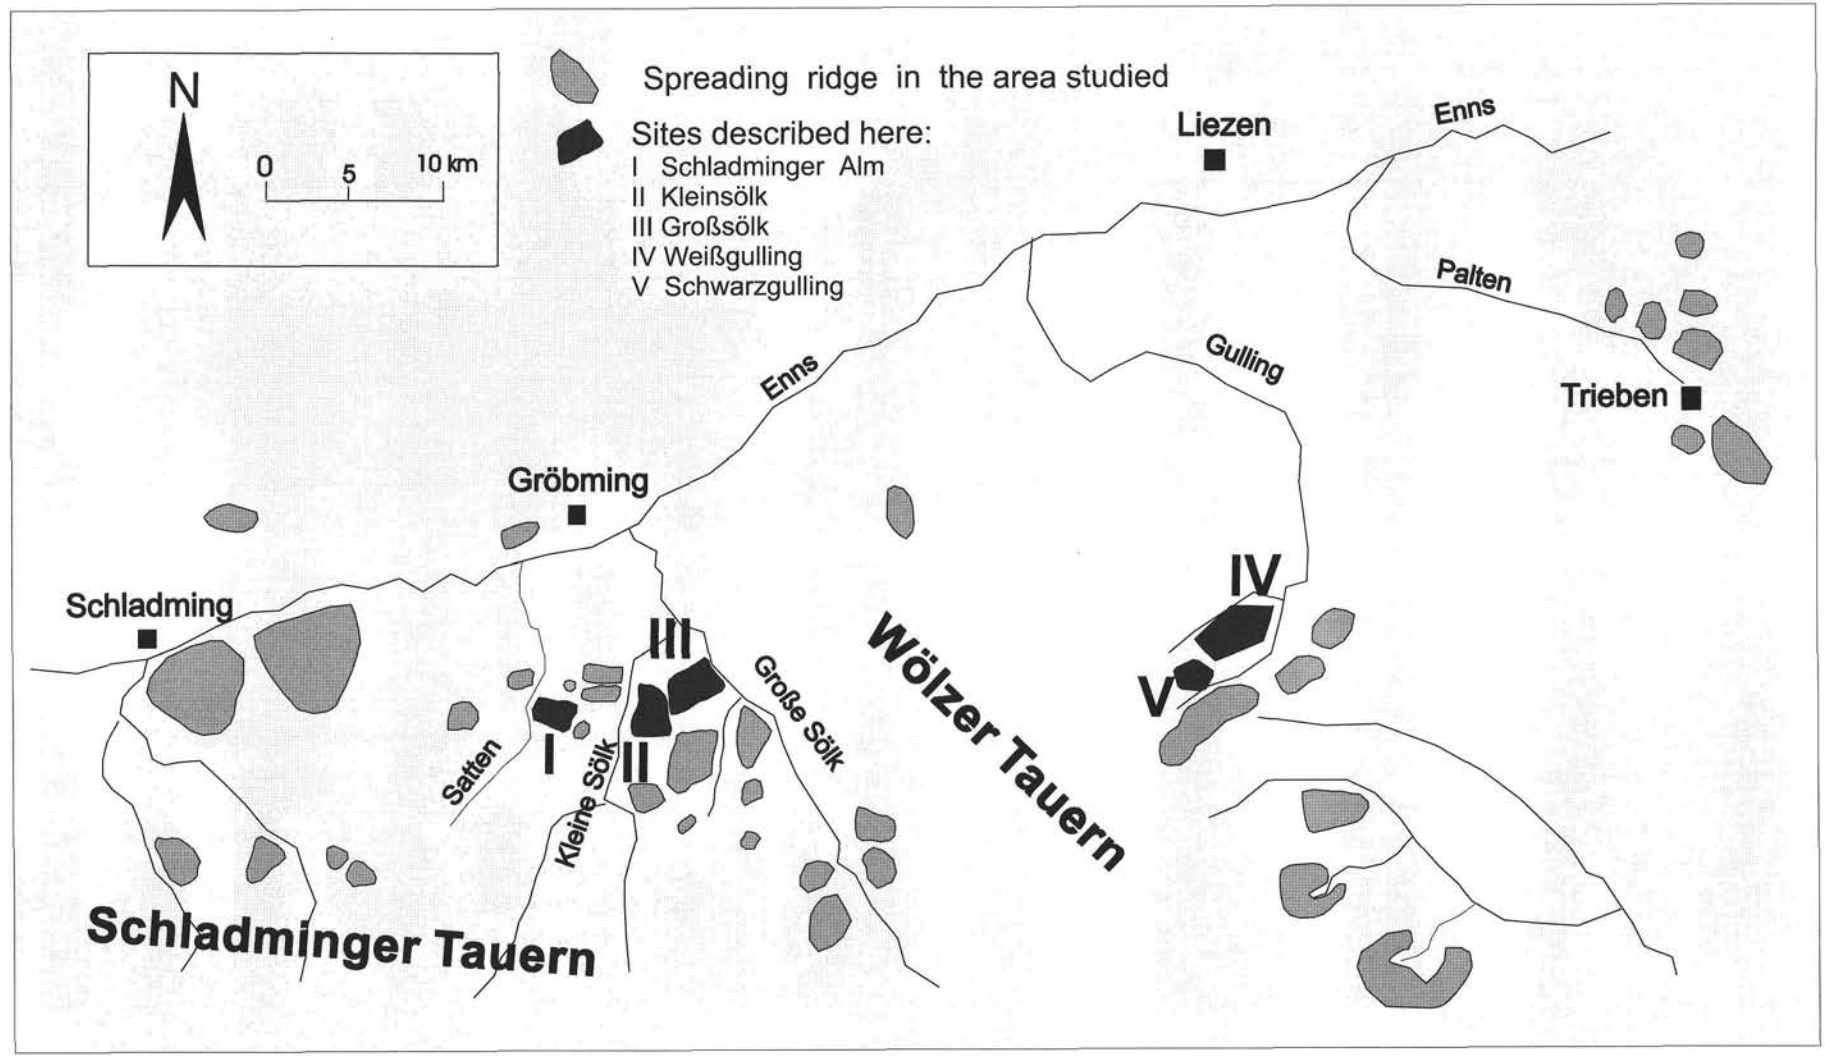 N
0 5 10 km
Spreading ridge in the area studied
Sites described here:
I Schladminger Alm
II Kleinsölk
III Großsölk
IV Weißgulling
V Schwarzgulling
Liezen
Enns
Palten
Gulling
Enns
Trieben
Gröbming
Schladming
IV
III
V
Große Sölk
Wölzer Tauern
I
II
Satten
Kleine Sölk
Schladminger Tauern